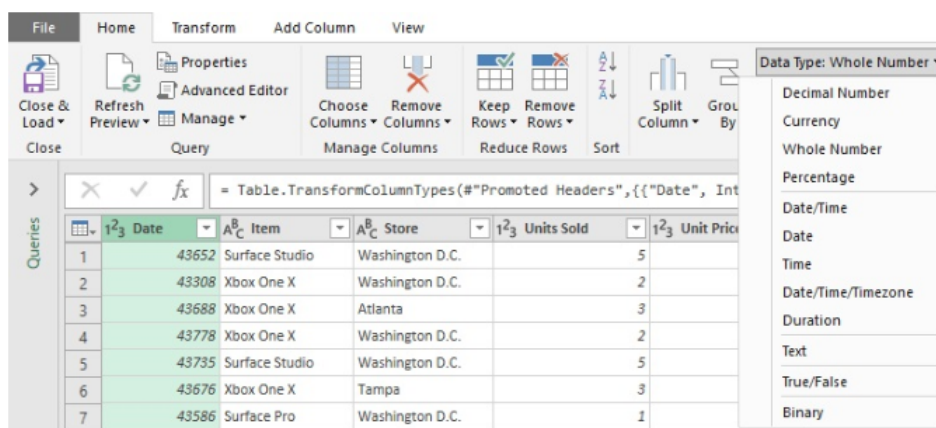 File Home Transform Add Column View
Properties
Advanced Editor
Manage
Close & Load
Refresh Preview
Choose Columns
Remove Columns
Keep Rows
Remove Rows
Split Column
Grou By
Data Type: Whole Number
Close Query Manage Columns Reduce Rows Sort
Decimal Number
Currency
Whole Number
Percentage
Date/Time
Date
Time
Date/Time/Timezone
Duration
Text
True/False
Binary
fx = Table.TransformColumnTypes(#"Promoted Headers",{{"Date", Int
Queries
1²3 Date ABC Item ABC Store 1²3 Units Sold 1²3 Unit Pric
1 43652 Surface Studio Washington D.C. 5
2 43308 Xbox One X Washington D.C. 2
3 43688 Xbox One X Atlanta 3
4 43778 Xbox One X Washington D.C. 2
5 43735 Surface Studio Washington D.C. 5
6 43676 Xbox One X Tampa 3
7 43586 Surface Pro Washington D.C. 1